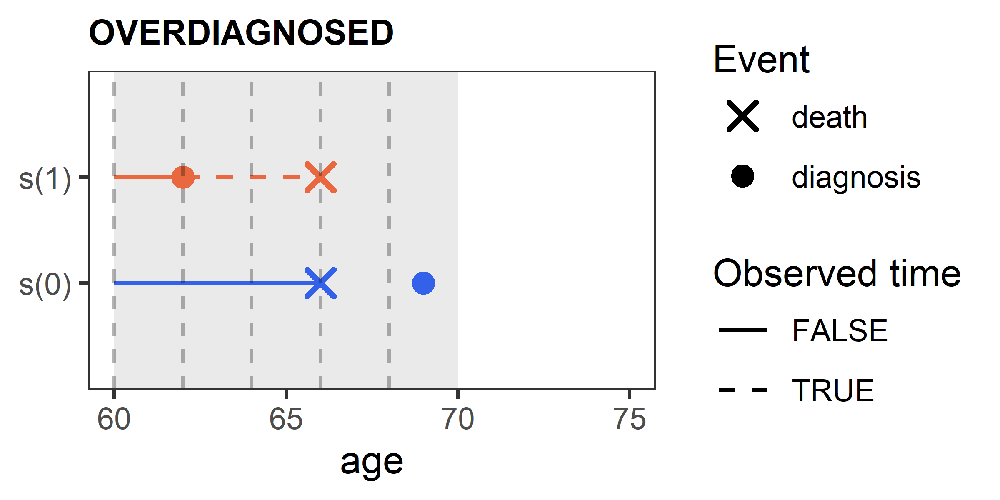 OVERDIAGNOSED
s(1)
s(0)
60 65 70 75
age
Event
death
diagnosis
Observed time
FALSE
TRUE